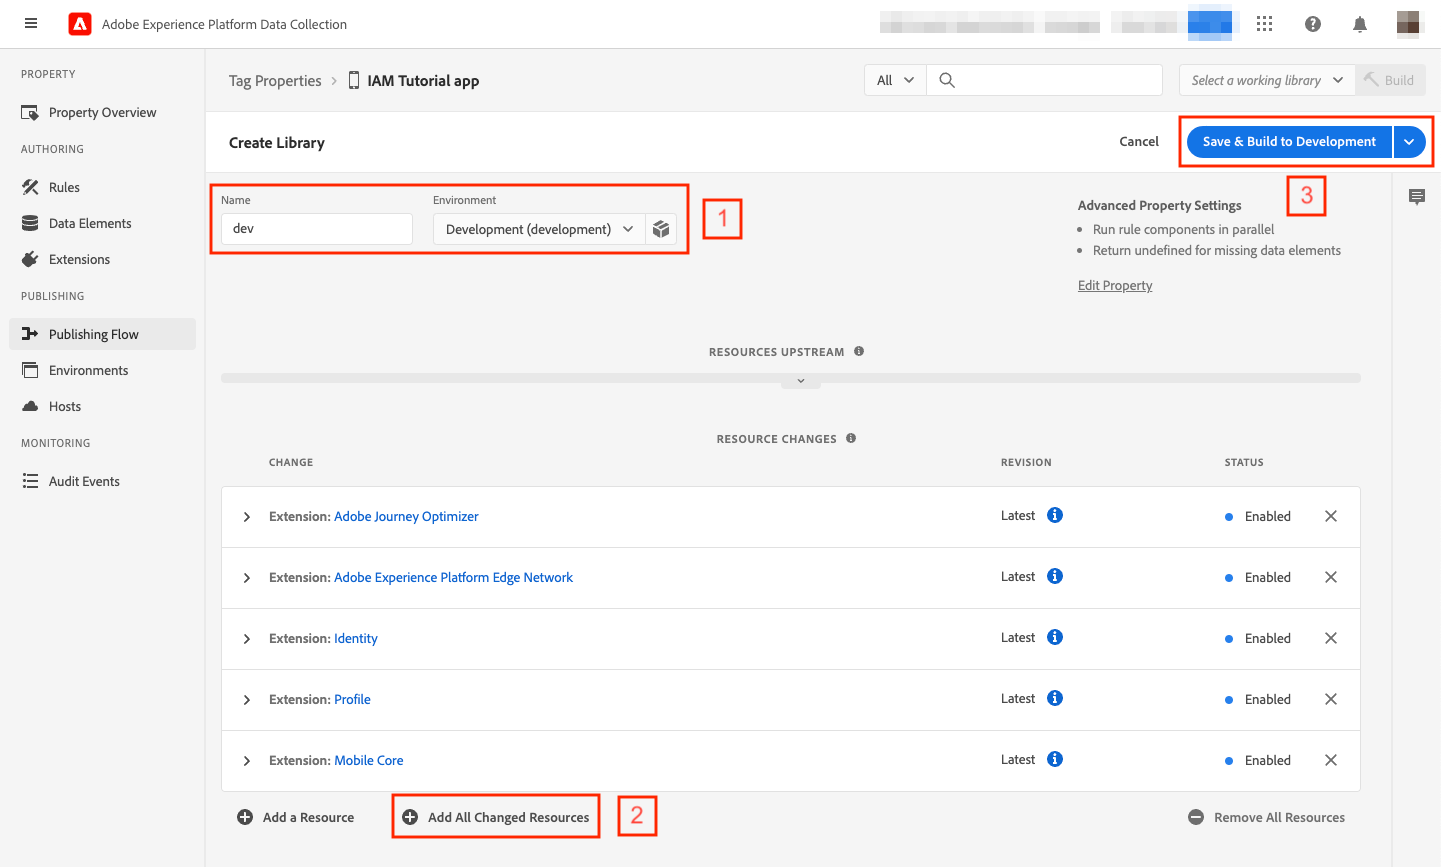 Adobe Experience Platform Data Collection
PROPERTY
Property Overview
AUTHORING
Rules
Data Elements
Extensions
PUBLISHING
Publishing Flow
Environments
Hosts
MONITORING
Audit Events
Tag Properties > IAM Tutorial app
All
Select a working library
Build
Create Library
Cancel
Save & Build to Development
3
Name
dev
Environment
Development (development)
1
Advanced Property Settings
• Run rule components in parallel
• Return undefined for missing data elements
Edit Property
RESOURCES UPSTREAM
RESOURCE CHANGES
CHANGE REVISION STATUS
Extension: Adobe Journey Optimizer Latest Enabled
Extension: Adobe Experience Platform Edge Network Latest Enabled
Extension: Identity Latest Enabled
Extension: Profile Latest Enabled
Extension: Mobile Core Latest Enabled
Add a Resource
Add All Changed Resources
2
Remove All Resources